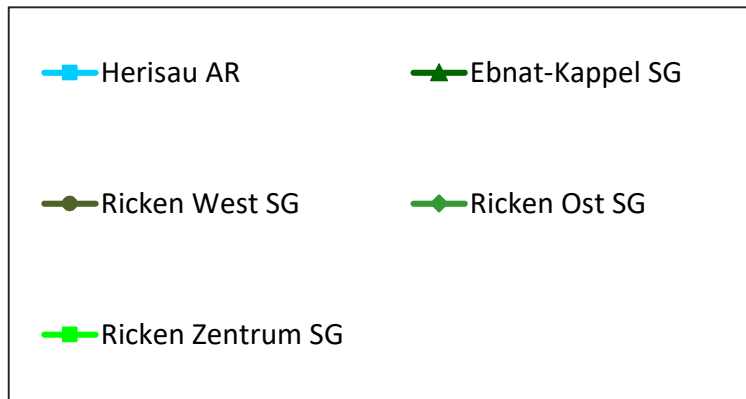 Herisau AR
Ebnat-Kappel SG
Ricken West SG
Ricken Ost SG
Ricken Zentrum SG